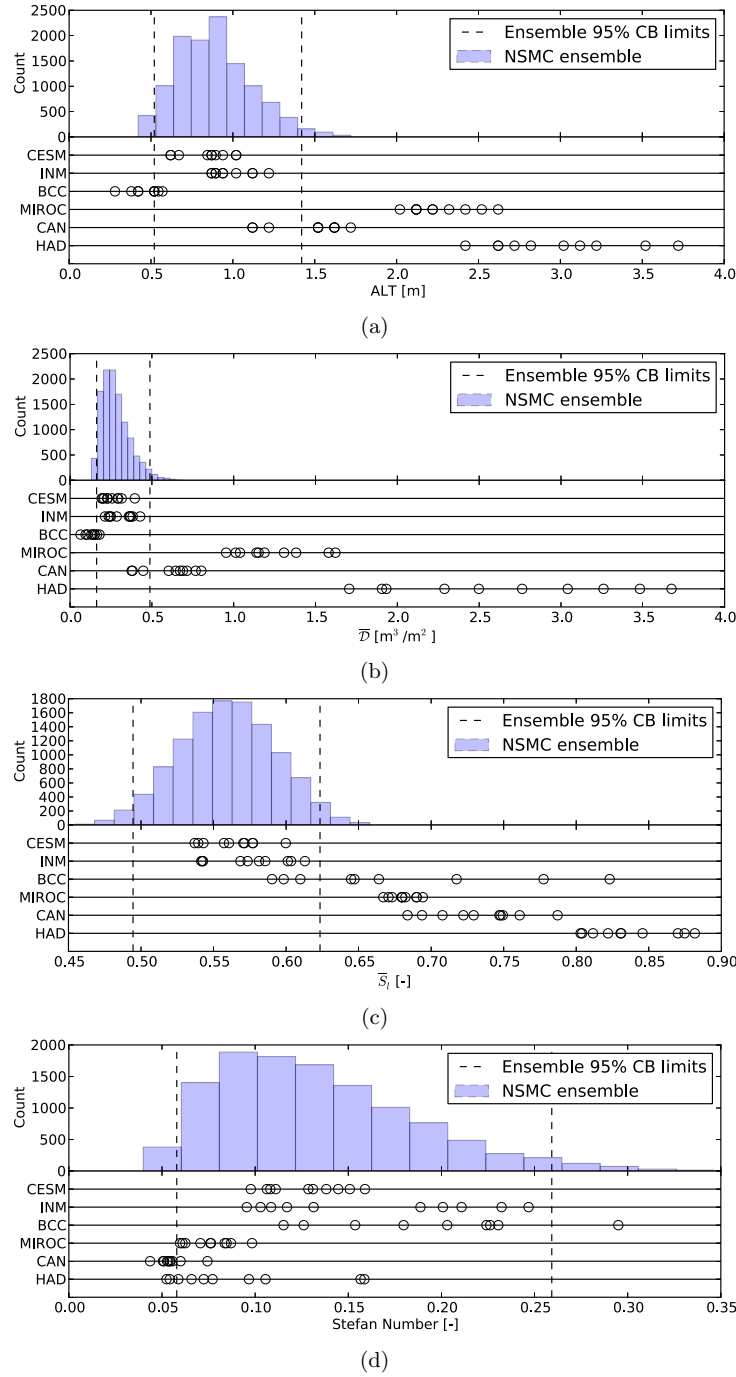 2500
2000
1500
1000
500
0
Count
Ensemble 95% CB limits
NSMC ensemble
CESM
INM
BCC
MIROC
CAN
HAD
0.0 0.5 1.0 1.5 2.0 2.5 3.0 3.5 4.0
ALT [m]
(a)
2500
2000
1500
1000
500
0
Count
Ensemble 95% CB limits
NSMC ensemble
CESM
INM
BCC
MIROC
CAN
HAD
0.0 0.5 1.0 1.5 2.0 2.5 3.0 3.5 4.0
D̅ [m³/m²]
(b)
1800
1600
1400
1200
1000
800
600
400
200
0
Count
Ensemble 95% CB limits
NSMC ensemble
CESM
INM
BCC
MIROC
CAN
HAD
0.45 0.50 0.55 0.60 0.65 0.70 0.75 0.80 0.85 0.90
S̅ₗ [-]
(c)
2000
1500
1000
500
0
Count
Ensemble 95% CB limits
NSMC ensemble
CESM
INM
BCC
MIROC
CAN
HAD
0.00 0.05 0.10 0.15 0.20 0.25 0.30 0.35
Stefan Number [-]
(d)